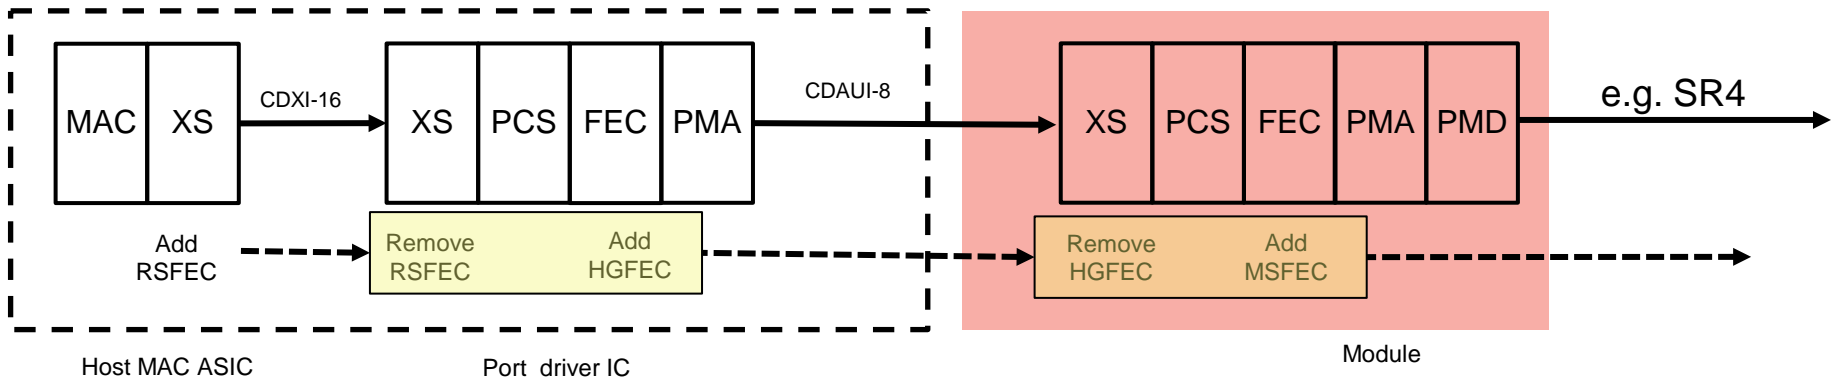 MAC XS
CDXI-16
XS PCS FEC PMA
CDAUI-8
XS PCS FEC PMA PMD
e.g. SR4
Add
RSFEC
Remove
RSFEC
Add
HGFEC
Remove
HGFEC
Add
MSFEC
Host MAC ASIC
Port driver IC
Module